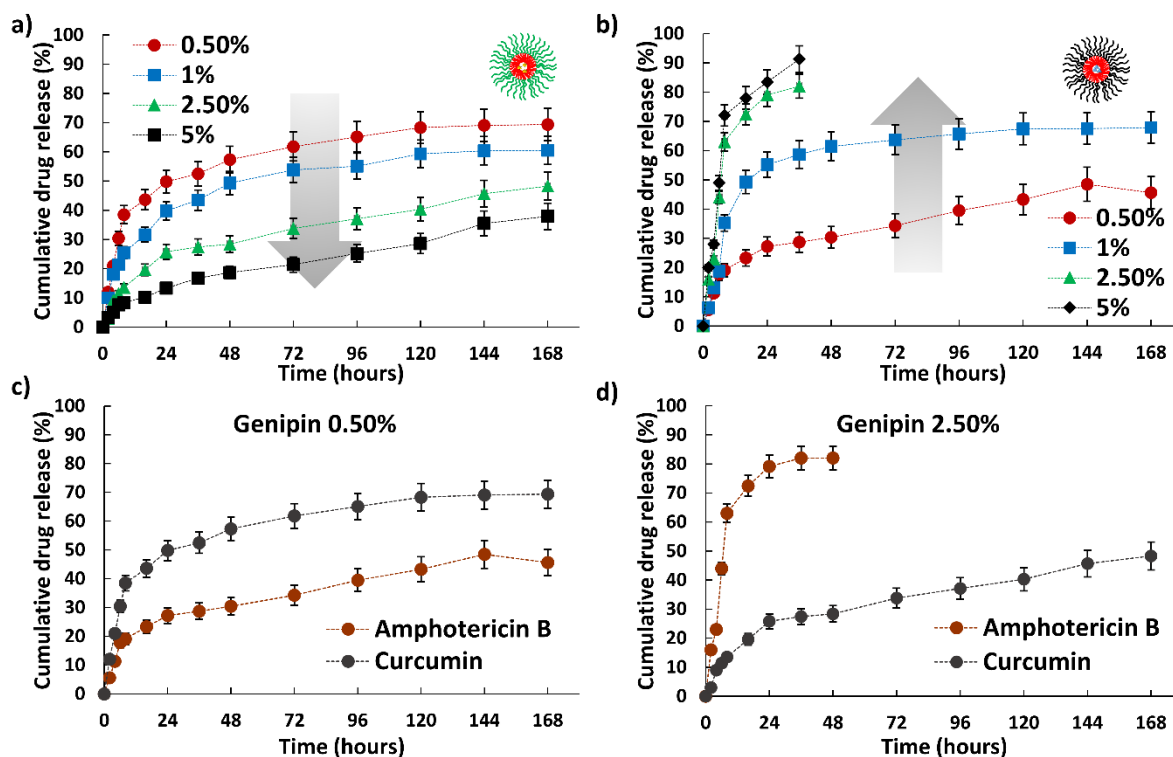 a)
Cumulative drug release (%)
100
90
80
70
60
50
40
30
20
10
0
0.50%
1%
2.50%
5%
0 24 48 72 96 120 144 168
Time (hours)
b)
Cumulative drug release (%)
100
90
80
70
60
50
40
30
20
10
0
0.50%
1%
2.50%
5%
0 24 48 72 96 120 144 168
Time (hours)
c)
Cumulative drug release (%)
100
90
80
70
60
50
40
30
20
10
0
Genipin 0.50%
Amphotericin B
Curcumin
0 24 48 72 96 120 144 168
Time (hours)
d)
Cumulative drug release (%)
100
90
80
70
60
50
40
30
20
10
0
Genipin 2.50%
Amphotericin B
Curcumin
0 24 48 72 96 120 144 168
Time (hours)